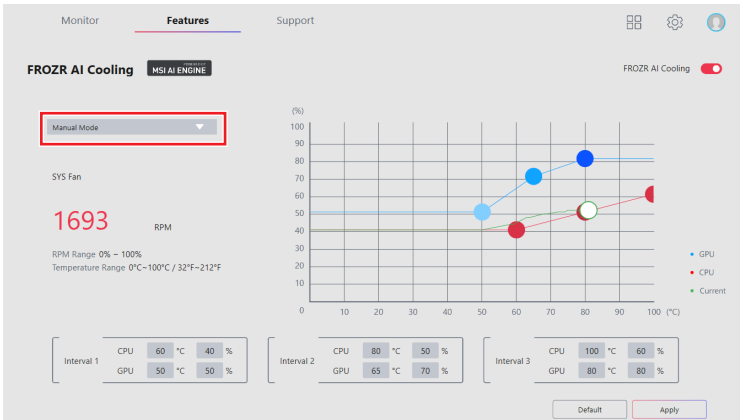 Monitor Features Support
FROZR AI Cooling MSI AI ENGINE FROZR AI Cooling
Manual Mode
SYS Fan
1693 RPM
RPM Range 0% ~ 100%
Temperature Range 0°C~100°C / 32°F~212°F
(%)
100
90
80
70
60
50
40
30
20
10
0 10 20 30 40 50 60 70 80 90 100 (°C)
GPU
CPU
Current
Interval 1 CPU 60 °C 40 % GPU 50 °C 50 %
Interval 2 CPU 80 °C 50 % GPU 65 °C 70 %
Interval 3 CPU 100 °C 60 % GPU 80 °C 80 %
Default Apply